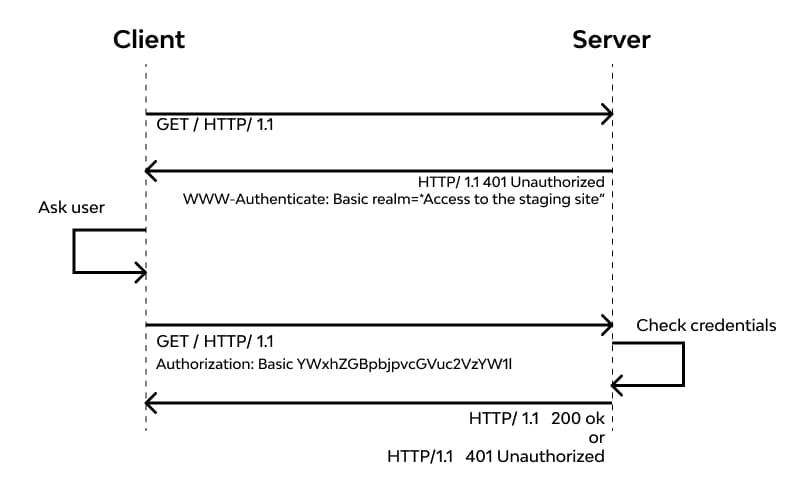 Client
Server
GET / HTTP/ 1.1
HTTP/ 1.1 401 Unauthorized
WWW-Authenticate: Basic realm=“Access to the staging site”
Ask user
GET / HTTP/ 1.1
Authorization: Basic YWxhZGBpbjpvcGVuc2VzYW1l
Check credentials
HTTP/ 1.1 200 ok
or
HTTP/1.1 401 Unauthorized